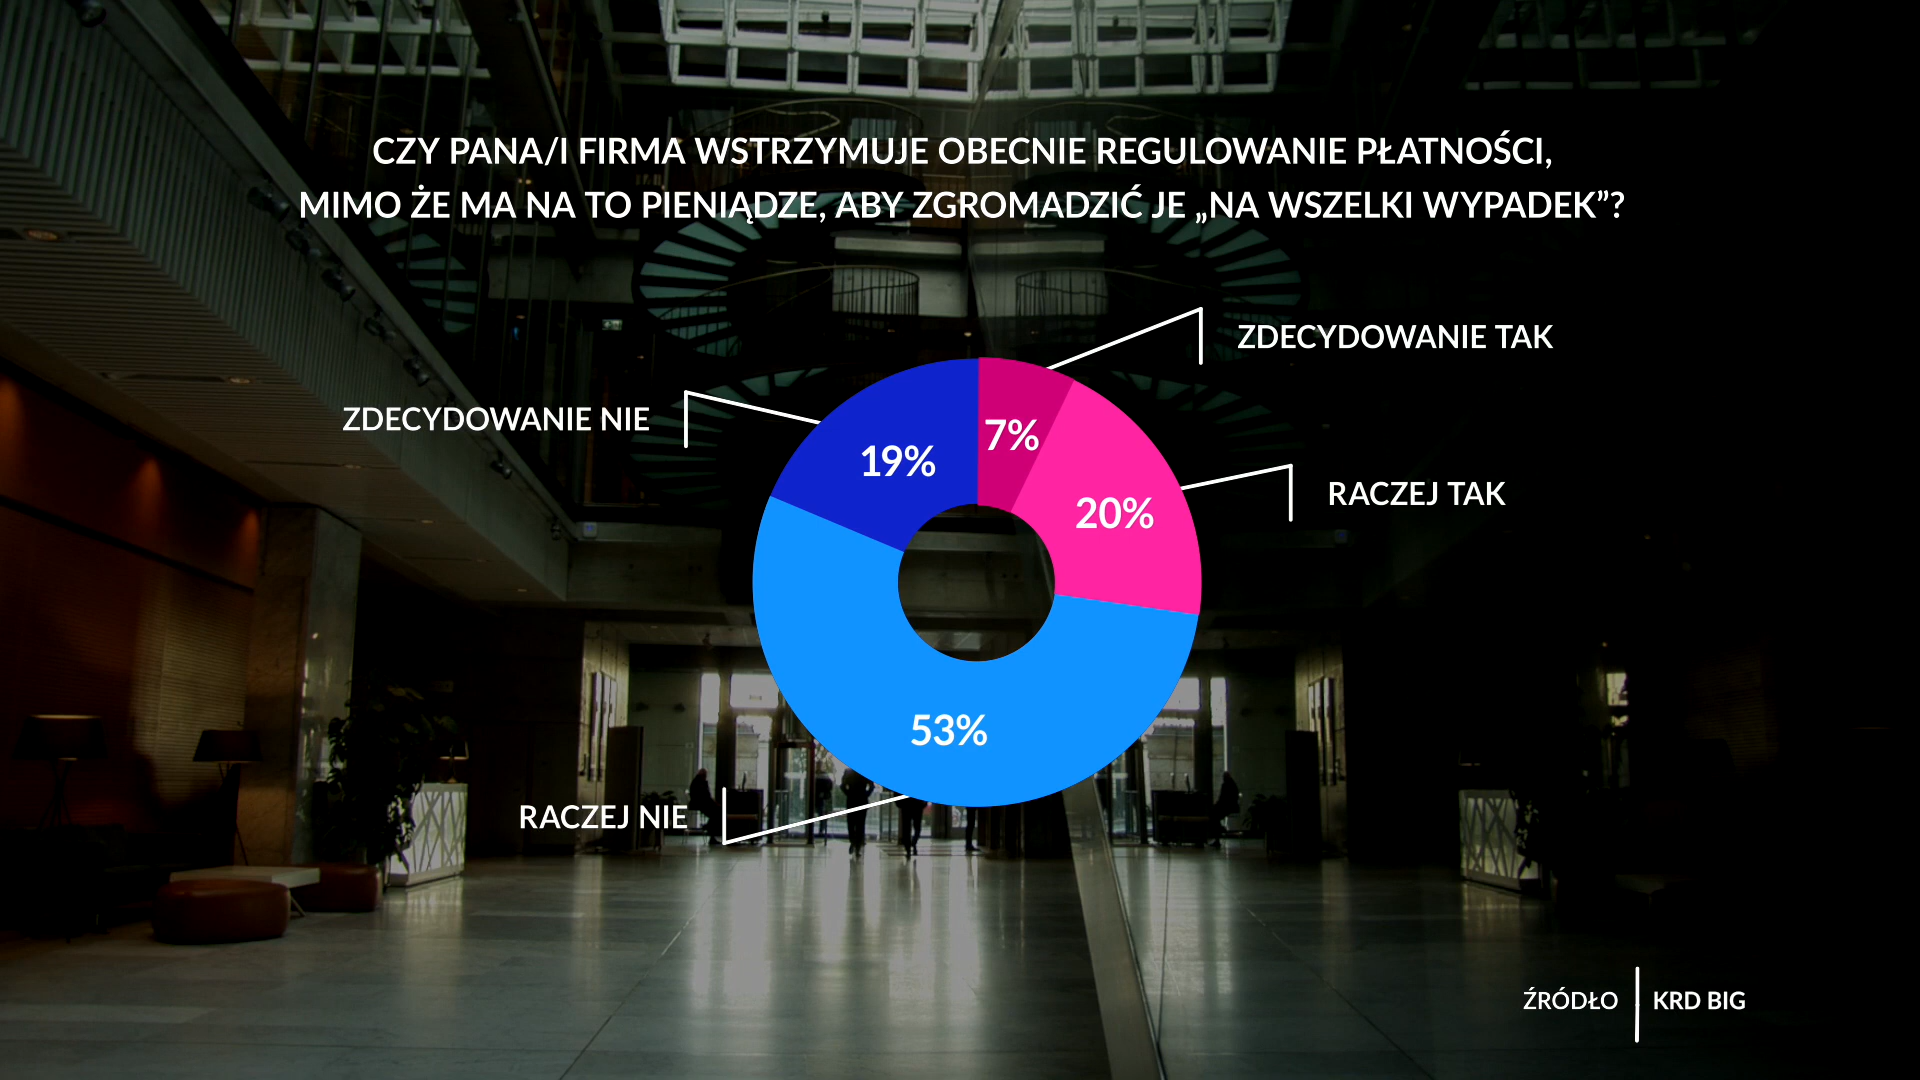 CZY PANA/I FIRMA WSTRZYMUJE OBECNIE REGULOWANIE PŁATNOŚCI,
MIMO ŻE MA NA TO PIENIĄDZE, ABY ZGROMADZIĆ JE „NA WSZELKI WYPADEK”?
ZDECYDOWANIE TAK
ZDECYDOWANIE NIE
7%
19%
RACZEJ TAK
20%
53%
RACZEJ NIE
ŹRÓDŁO
KRD BIG